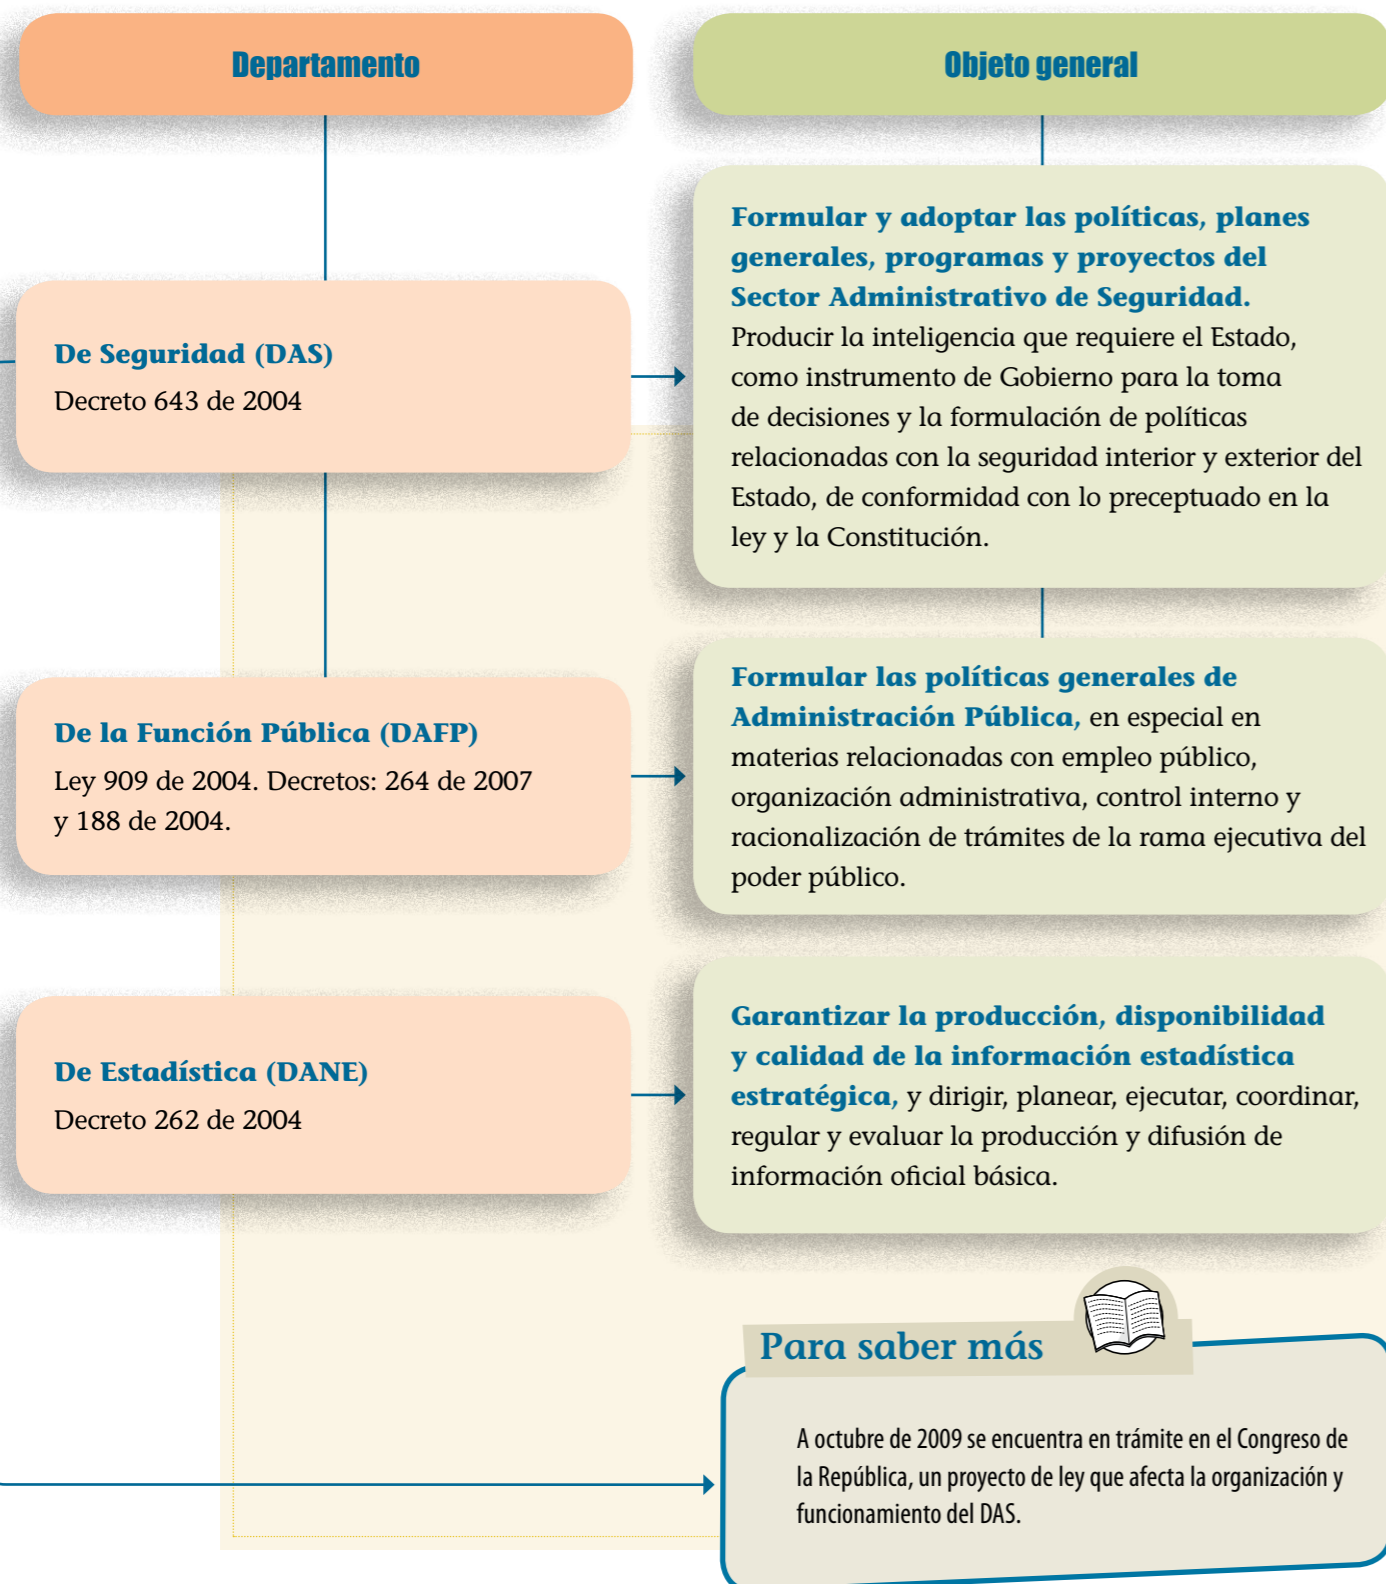 Departamento
Objeto general
De Seguridad (DAS)
Decreto 643 de 2004
Formular y adoptar las políticas, planes
generales, programas y proyectos del
Sector Administrativo de Seguridad.
Producir la inteligencia que requiere el Estado,
como instrumento de Gobierno para la toma
de decisiones y la formulación de políticas
relacionadas con la seguridad interior y exterior del
Estado, de conformidad con lo preceptuado en la
ley y la Constitución.
De la Función Pública (DAFP)
Ley 909 de 2004. Decretos: 264 de 2007
y 188 de 2004.
Formular las políticas generales de
Administración Pública, en especial en
materias relacionadas con empleo público,
organización administrativa, control interno y
racionalización de trámites de la rama ejecutiva del
poder público.
De Estadística (DANE)
Decreto 262 de 2004
Garantizar la producción, disponibilidad
y calidad de la información estadística
estratégica, y dirigir, planear, ejecutar, coordinar,
regular y evaluar la producción y difusión de
información oficial básica.
Para saber más
A octubre de 2009 se encuentra en trámite en el Congreso de
la República, un proyecto de ley que afecta la organización y
funcionamiento del DAS.